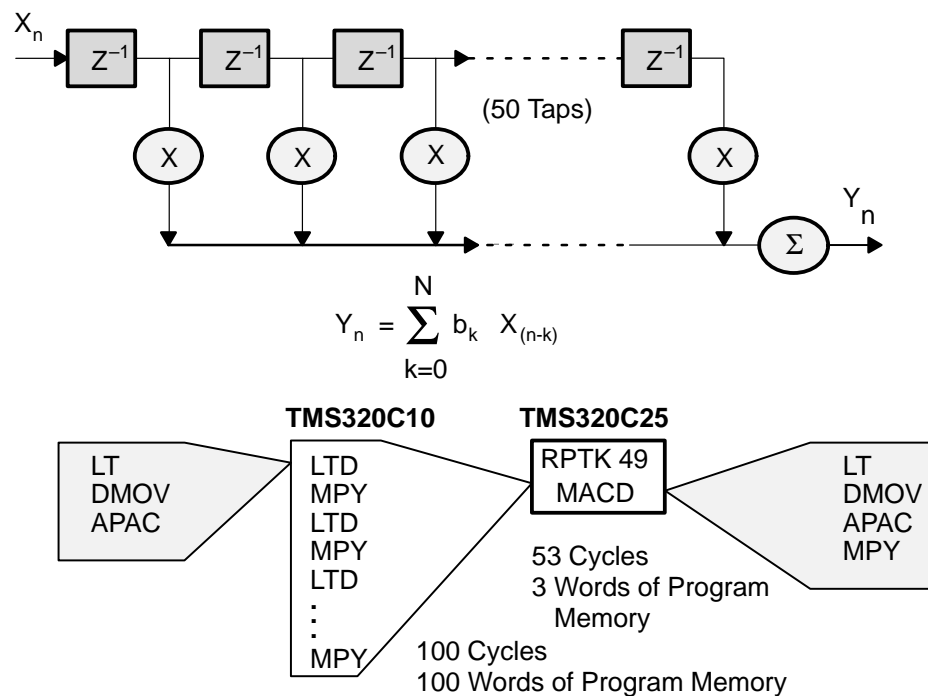 Xn
Z–1 Z–1 Z–1 Z–1
(50 Taps)
X X X X
Yn
Σ
N
Yn = ∑ bk X(n-k)
k=0
TMS320C10
LT
DMOV
APAC
LTD
MPY
LTD
MPY
LTD
.
.
.
MPY
100 Cycles
100 Words of Program Memory
TMS320C25
RPTK 49
MACD
53 Cycles
3 Words of Program
Memory
LT
DMOV
APAC
MPY